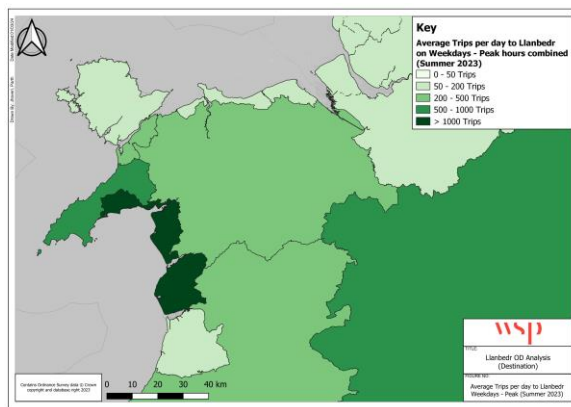 Key
Average Trips per day to Llanbedr
on Weekdays - Peak hours combined
(Summer 2023)
0 - 50 Trips
50 - 200 Trips
200 - 500 Trips
500 - 1000 Trips
> 1000 Trips
Contains Ordnance Survey data © Crown
copyright and database right 2023
0 10 20 30 40 km
wsp
TITLE:
Llanbedr OD Analysis
(Destination)
FIGURE NO:
Average Trips per day to Llanbedr
Weekdays - Peak (Summer 2023)